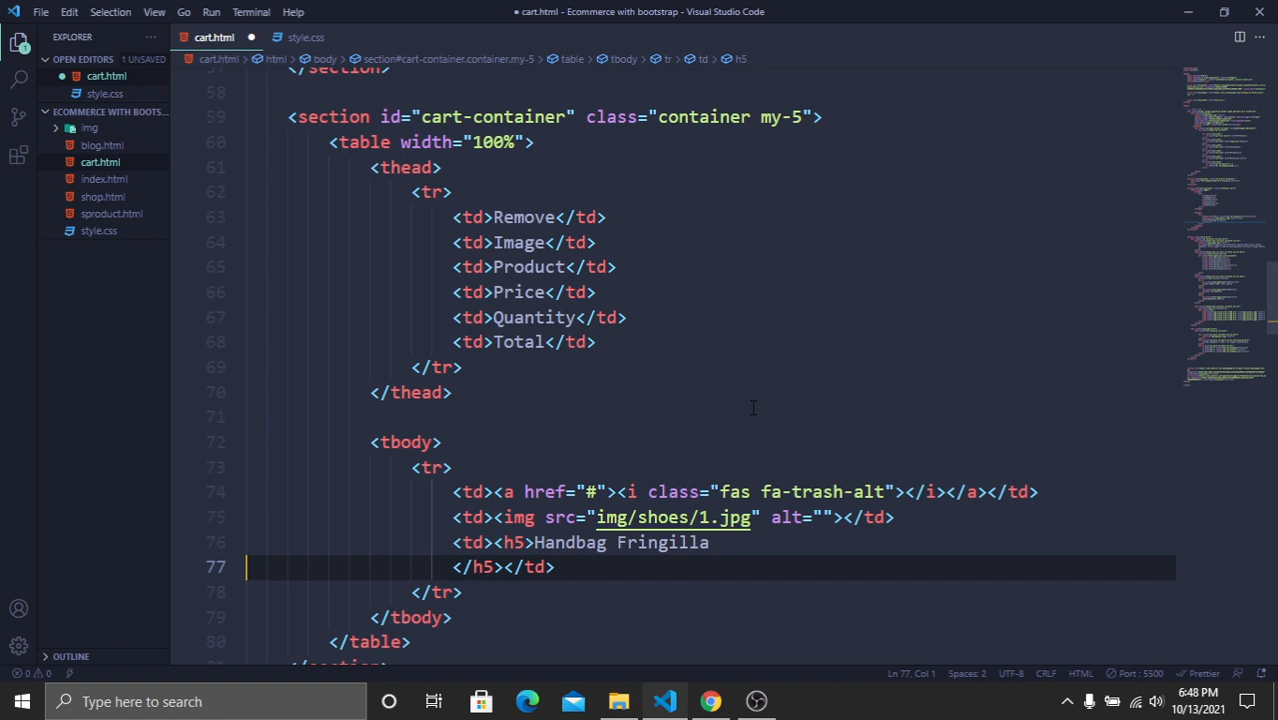 File Edit Selection View Go Run Terminal Help
● cart.html - Ecommerce with bootstrap - Visual Studio Code
EXPLORER ...
cart.html ●
style.css
OPEN EDITORS 1 UNSAVED
cart.html
style.css
ECOMMERCE WITH BOOTS...
img
blog.html
cart.html
index.html
shop.html
sproduct.html
style.css
OUTLINE
cart.html > html > body > section#cart-container.container.my-5 > table > tbody > tr > td > h5
57 </section>
58
59 <section id="cart-container" class="container my-5">
60 <table width="100%">
61 <thead>
62 <tr>
63 <td>Remove</td>
64 <td>Image</td>
65 <td>Product</td>
66 <td>Price</td>
67 <td>Quantity</td>
68 <td>Total</td>
69 </tr>
70 </thead>
71
72 <tbody>
73 <tr>
74 <td><a href="#"><i class="fas fa-trash-alt"></i></a></td>
75 <td><img src="img/shoes/1.jpg" alt=""></td>
76 <td><h5>Handbag Fringilla
77 </h5></td>
78 </tr>
79 </tbody>
80 </table>
81 </section>
0 0
Ln 77, Col 1 Spaces: 2 UTF-8 CRLF HTML Port : 5500 Prettier
Type here to search
6:48 PM
10/13/2021